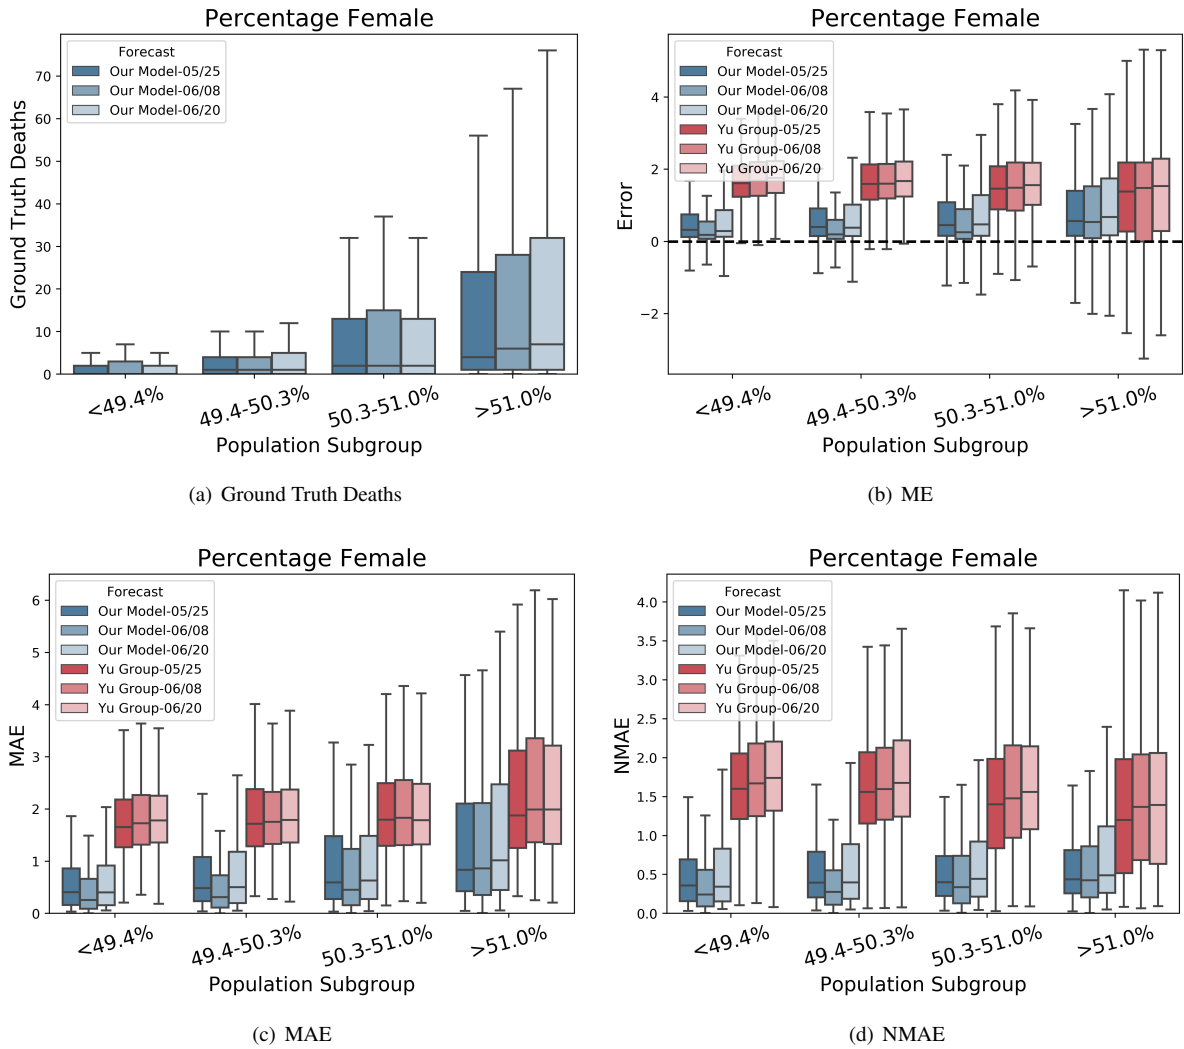 Percentage Female
Forecast
Our Model-05/25
Our Model-06/08
Our Model-06/20
Ground Truth Deaths
70
60
50
40
30
20
10
0
<49.4%
49.4-50.3%
50.3-51.0%
>51.0%
Population Subgroup
(a) Ground Truth Deaths
Percentage Female
Forecast
Our Model-05/25
Our Model-06/08
Our Model-06/20
Yu Group-05/25
Yu Group-06/08
Yu Group-06/20
Error
4
2
0
−2
<49.4%
49.4-50.3%
50.3-51.0%
>51.0%
Population Subgroup
(b) ME
Percentage Female
Forecast
Our Model-05/25
Our Model-06/08
Our Model-06/20
Yu Group-05/25
Yu Group-06/08
Yu Group-06/20
MAE
6
5
4
3
2
1
0
<49.4%
49.4-50.3%
50.3-51.0%
>51.0%
Population Subgroup
(c) MAE
Percentage Female
Forecast
Our Model-05/25
Our Model-06/08
Our Model-06/20
Yu Group-05/25
Yu Group-06/08
Yu Group-06/20
NMAE
4.0
3.5
3.0
2.5
2.0
1.5
1.0
0.5
0.0
<49.4%
49.4-50.3%
50.3-51.0%
>51.0%
Population Subgroup
(d) NMAE